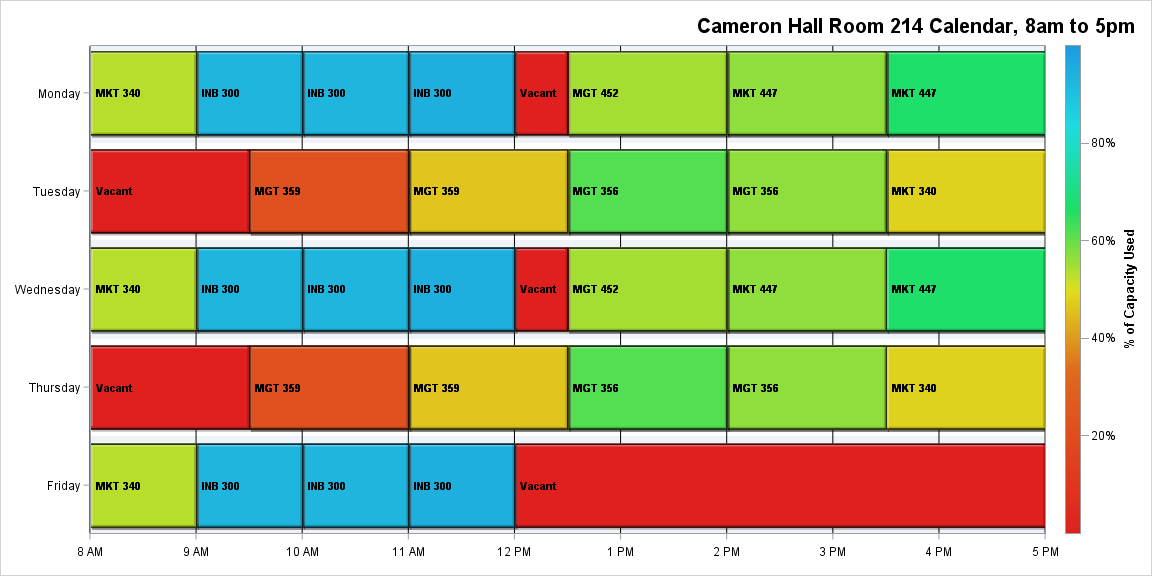 Cameron Hall Room 214 Calendar, 8am to 5pm
Monday
MKT 340
INB 300
INB 300
INB 300
Vacant
MGT 452
MKT 447
MKT 447
Tuesday
Vacant
MGT 359
MGT 359
MGT 356
MGT 356
MKT 340
Wednesday
MKT 340
INB 300
INB 300
INB 300
Vacant
MGT 452
MKT 447
MKT 447
Thursday
Vacant
MGT 359
MGT 359
MGT 356
MGT 356
MKT 340
Friday
MKT 340
INB 300
INB 300
INB 300
Vacant
8 AM
9 AM
10 AM
11 AM
12 PM
1 PM
2 PM
3 PM
4 PM
5 PM
80%
60%
40%
20%
% of Capacity Used